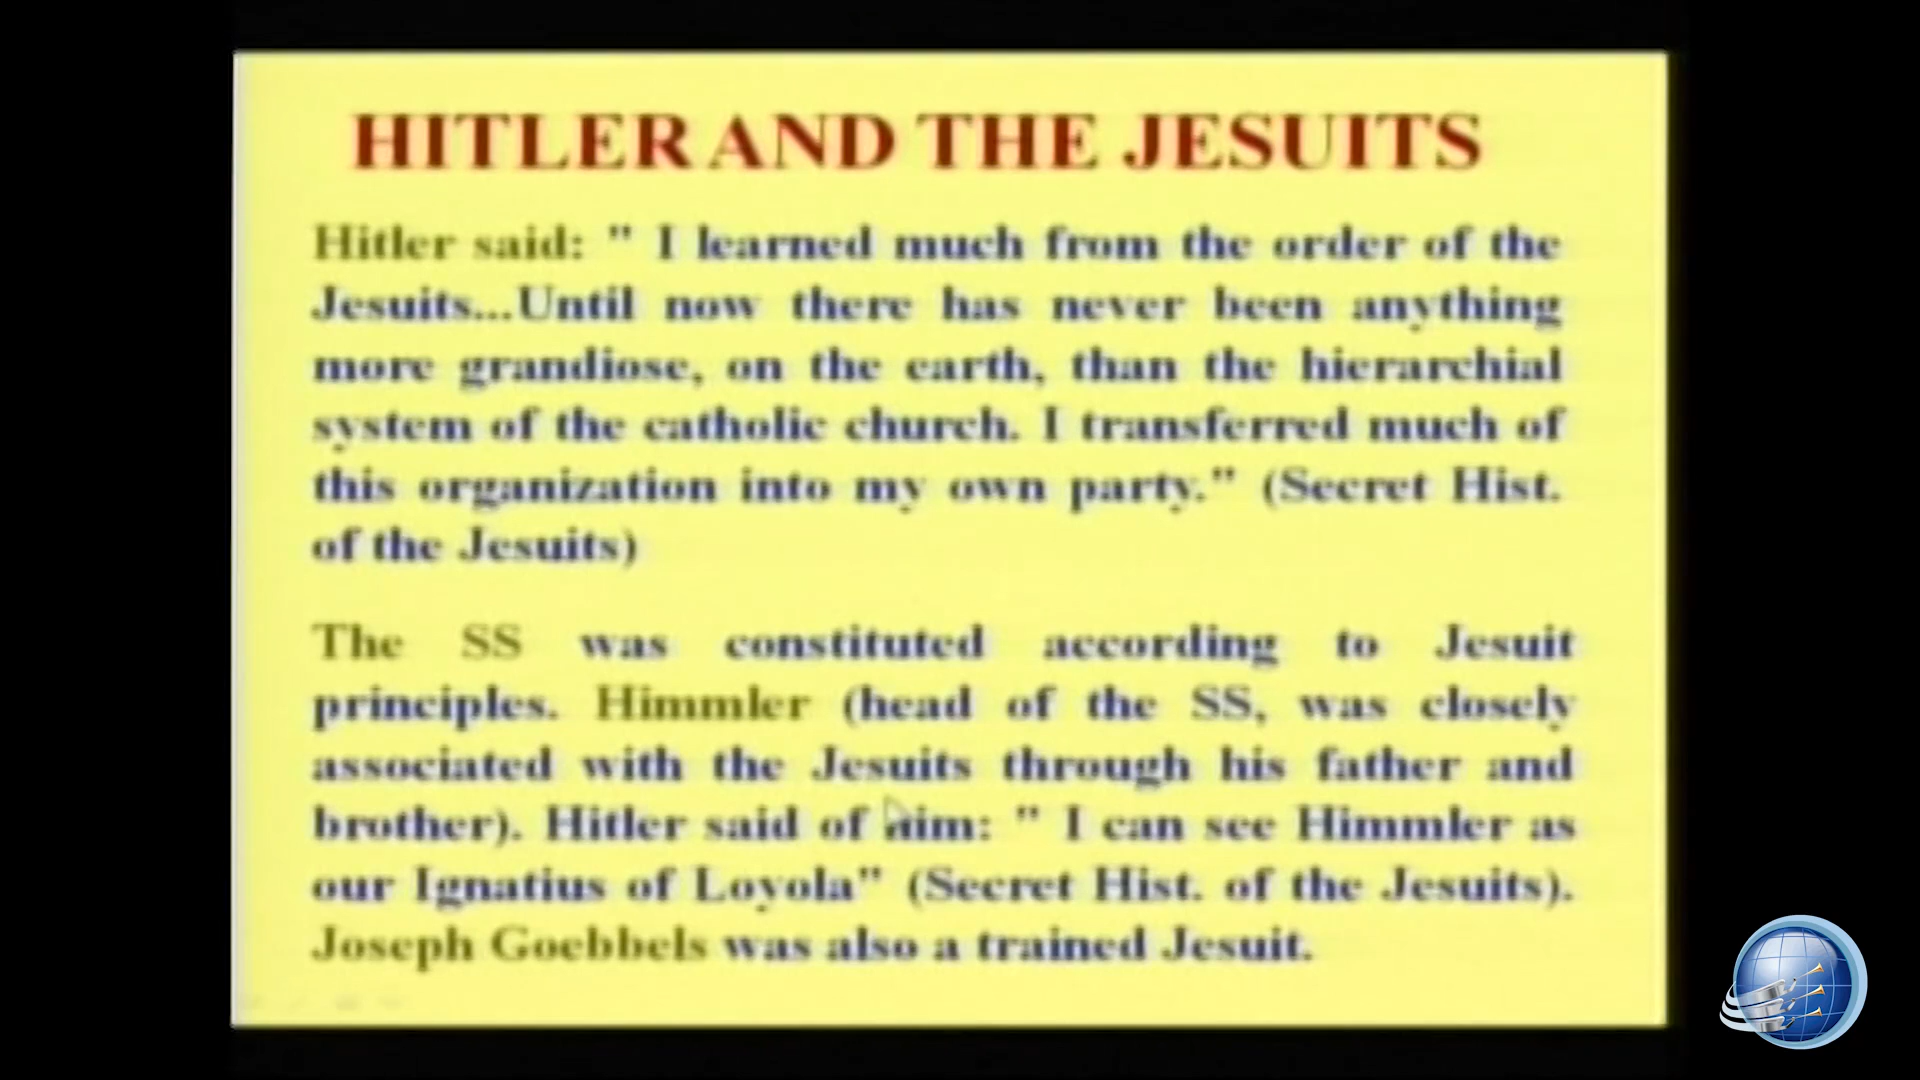 HITLER AND THE JESUITS
Hitler said: " I learned much from the order of the
Jesuits...Until now there has never been anything
more grandiose, on the earth, than the hierarchial
system of the catholic church. I transferred much of
this organization into my own party." (Secret Hist.
of the Jesuits)
The SS was constituted according to Jesuit
principles. Himmler (head of the SS, was closely
associated with the Jesuits through his father and
brother). Hitler said of him: " I can see Himmler as
our Ignatius of Loyola" (Secret Hist. of the Jesuits).
Joseph Goebbels was also a trained Jesuit.